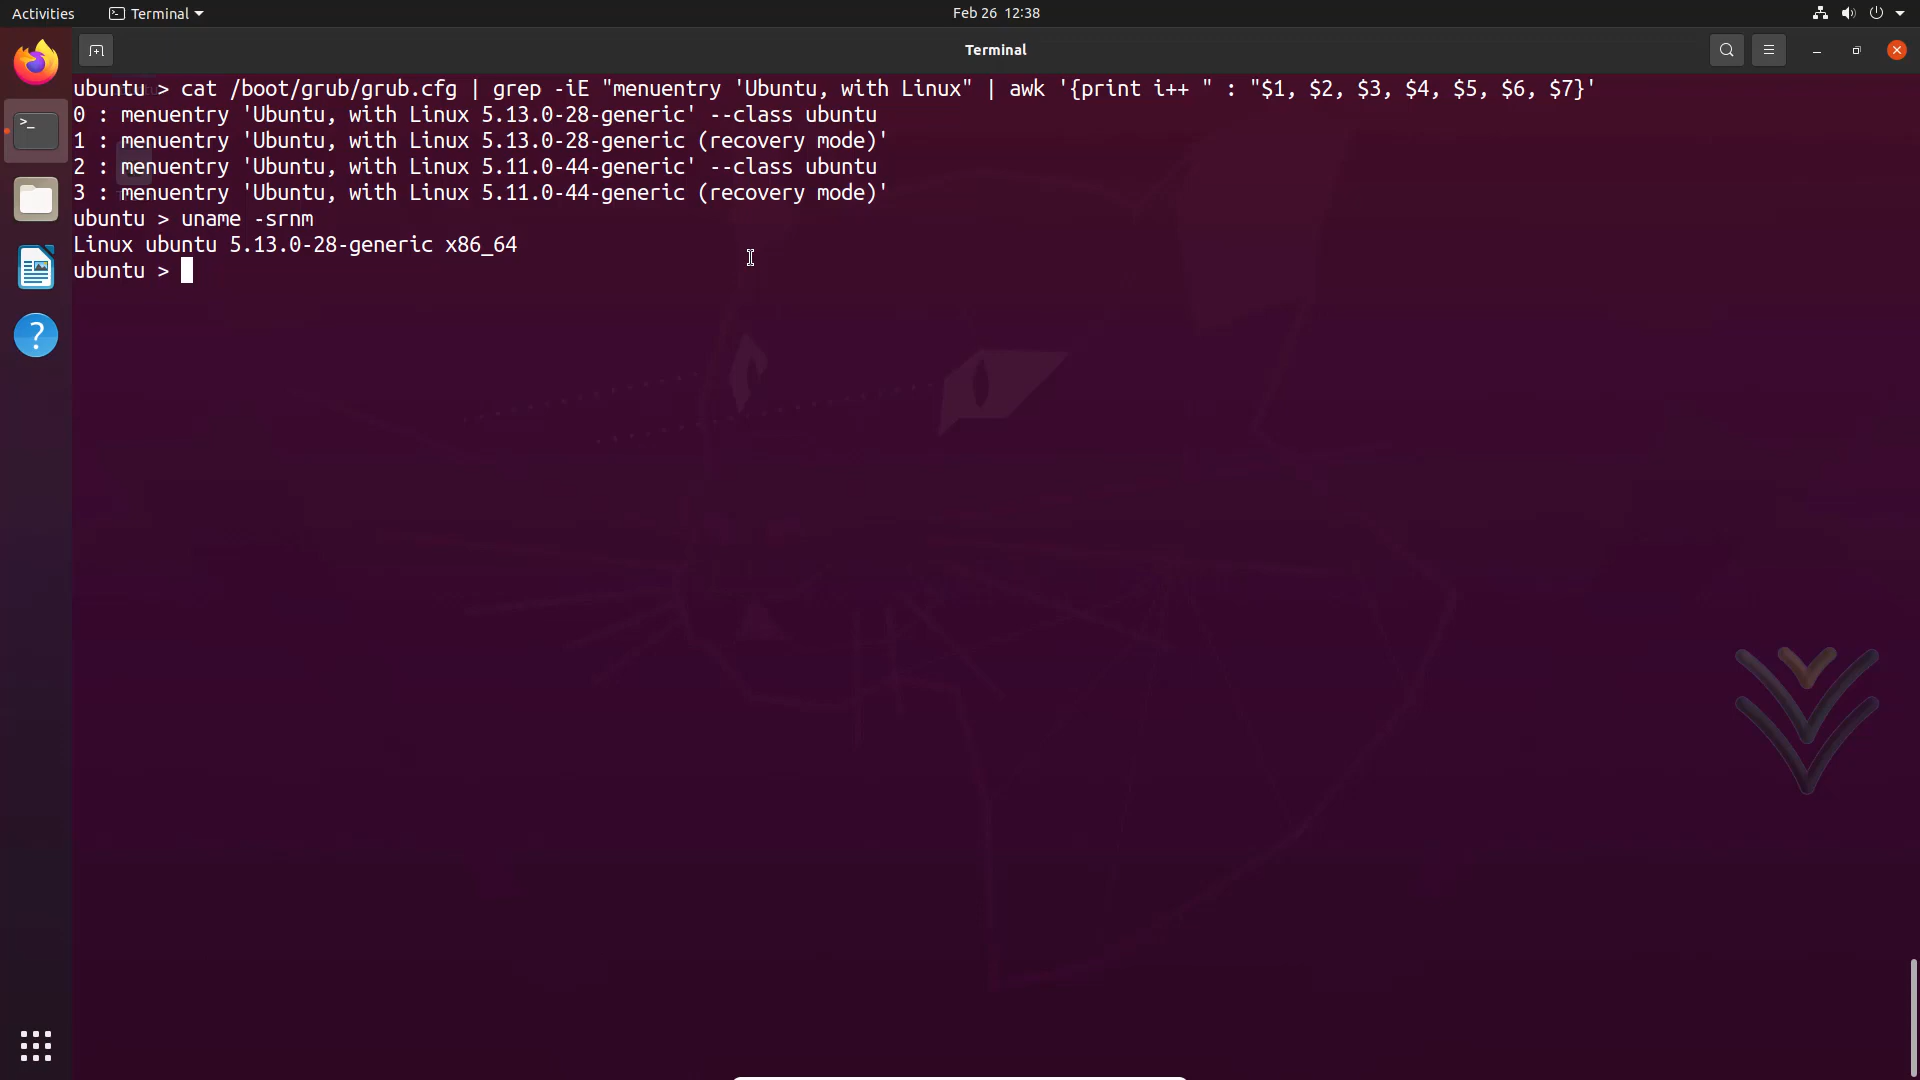 Activities
Terminal
Feb 26 12:38
Terminal
ubuntu > cat /boot/grub/grub.cfg | grep -iE "menuentry 'Ubuntu, with Linux" | awk '{print i++ " : "$1, $2, $3, $4, $5, $6, $7}'
0 : menuentry 'Ubuntu, with Linux 5.13.0-28-generic' --class ubuntu
1 : menuentry 'Ubuntu, with Linux 5.13.0-28-generic (recovery mode)'
2 : menuentry 'Ubuntu, with Linux 5.11.0-44-generic' --class ubuntu
3 : menuentry 'Ubuntu, with Linux 5.11.0-44-generic (recovery mode)'
ubuntu > uname -srnm
Linux ubuntu 5.13.0-28-generic x86_64
ubuntu >